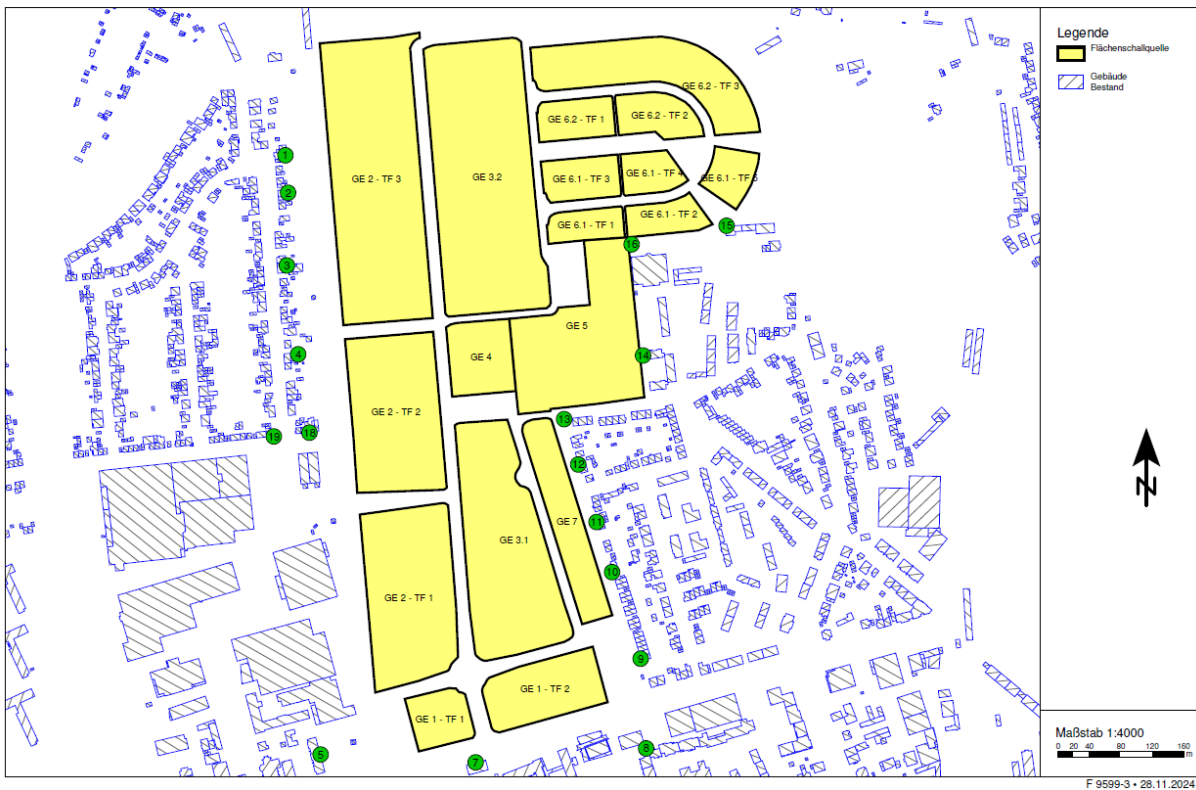 Legende
Flächenschallquelle
Gebäude
Bestand
GE 6.2 - TF 3
GE 6.2 - TF 1
GE 6.2 - TF 2
1
GE 2 - TF 3
GE 3.2
GE 6.1 - TF 3
GE 6.1 - TF 4
GE 6.1 - TF 5
2
GE 6.1 - TF 1
GE 6.1 - TF 2
15
16
3
GE 5
4
GE 4
14
GE 2 - TF 2
13
19
18
12
N
GE 7
11
GE 3.1
10
GE 2 - TF 1
9
GE 1 - TF 2
GE 1 - TF 1
5
7
8
Maßstab 1:4000
0 20 40 80 120 160
m
F 9599-3 • 28.11.2024